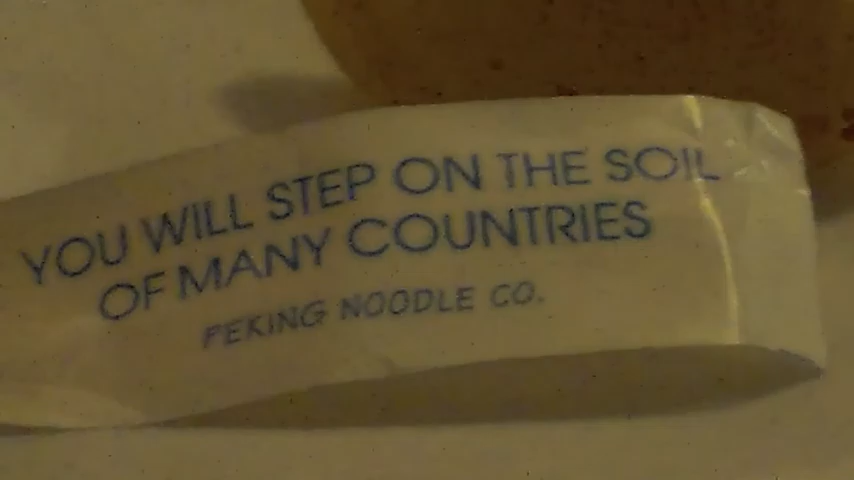 YOU WILL STEP ON THE SOIL
OF MANY COUNTRIES
PEKING NOODLE CO.